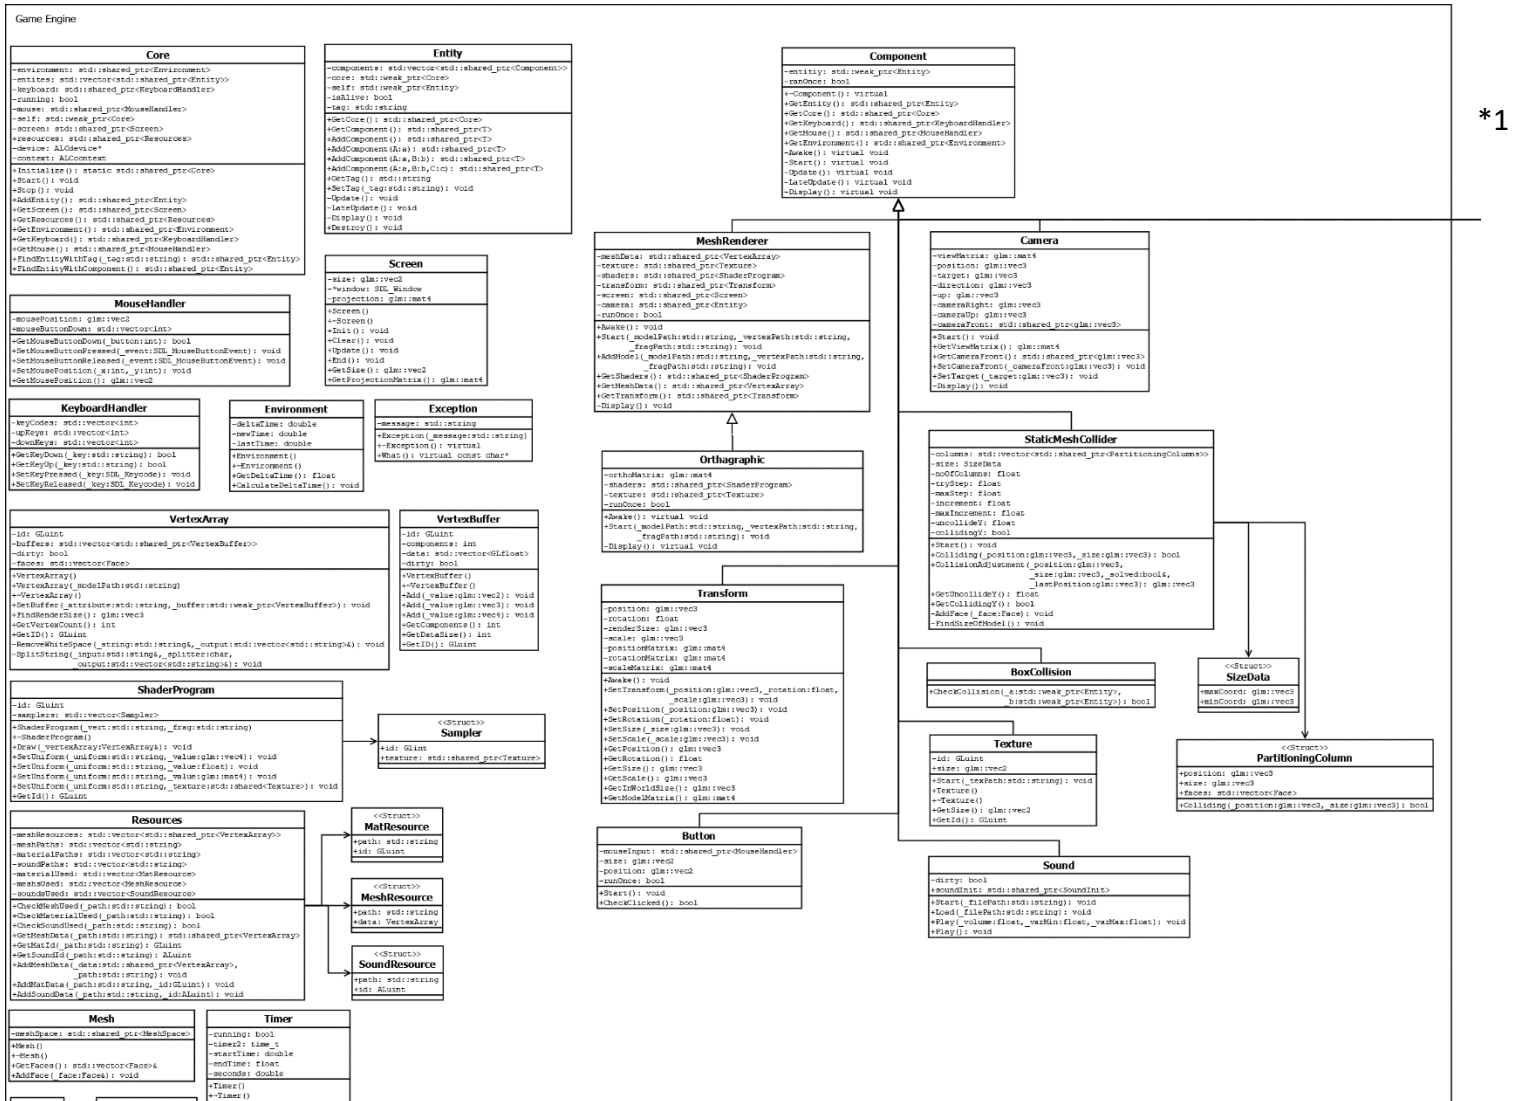 Game Engine
Core
-environment: std::shared_ptr<Environment>
-entites: std::vector<std::shared_ptr<Entity>>
-keyboard: std::shared_ptr<KeyboardHandler>
-running: bool
-mouse: std::shared_ptr<MouseHandler>
-self: std::weak_ptr<Core>
-screen: std::shared_ptr<Screen>
+resources: std::shared_ptr<Resources>
-device: ALCdevice*
-context: ALCcontext
+Initialize(): static std::shared_ptr<Core>
+Start(): void
+Stop(): void
+AddEntity(): std::shared_ptr<Entity>
+GetScreen(): std::shared_ptr<Screen>
+GetResources(): std::shared_ptr<Resources>
+GetEnvironment(): std::shared_ptr<Environment>
+GetKeyboard(): std::shared_ptr<KeyboardHandler>
+GetMouse(): std::shared_ptr<MouseHandler>
+FindEntityWithTag(_tag:std::string): std::shared_ptr<Entity>
+FindEntityWithComponent(): std::shared_ptr<Entity>
Entity
-components: std:vector<std::shared_ptr<Component>>
-core: std::weak_ptr<Core>
-self: std::weak_ptr<Entity>
-isAlive: bool
-tag: std::string
+GetCore(): std::shared_ptr<Core>
+GetComponent(): std::shared_ptr<T>
+AddComponent(): std::shared_ptr<T>
+AddComponent(A:a): std::shared_ptr<T>
+AddComponent(A:a,B:b): std::shared_ptr<T>
+AddComponent(A:a,B:b,C:c): std::shared_ptr<T>
+GetTag(): std::string
+SetTag(_tag:std::string): void
-Update(): void
-LateUpdate(): void
-Display(): void
+Destroy(): void
Component
-entitiy: std::weak_ptr<Entity>
-ranOnce: bool
+~Component(): virtual
+GetEntity(): std::shared_ptr<Entity>
+GetCore(): std::shared_ptr<Core>
+GetKeyboard(): std::shared_ptr<KeyboardHandler>
+GetMouse(): std::shared_ptr<MouseHandler>
+GetEnvironment(): std::shared_ptr<Environment>
-Awake(): virtual void
-Start(): virtual void
-Update(): virtual void
-LateUpdate(): virtual void
-Display(): virtual void
*1
MouseHandler
-mousePosition: glm::vec2
+mouseButtonDown: std::vector<int>
+GetMouseButtonDown(_button:int): bool
+SetMouseButtonPressed(_event:SDL_MouseButtonEvent): void
+SetMouseButtonReleased(_event:SDL_MouseButtonEvent): void
+SetMousePosition(_x:int,_y:int): void
+GetMousePosition(): glm::vec2
Screen
-size: glm::vec2
-*window: SDL_Window
-projection: glm::mat4
+Screen()
+~Screen()
+Init(): void
+Clear(): void
+Update(): void
+End(): void
+GetSize(): glm::vec2
+GetProjectionMatrix(): glm::mat4
MeshRenderer
-meshData: std::shared_ptr<VertexArray>
-texture: std::shared_ptr<Texture>
-shaders: std::shared_ptr<ShaderProgram>
-transform: std::shared_ptr<Transform>
-screen: std::shared_ptr<Screen>
-camera: std::shared_ptr<Entity>
-runOnce: bool
+Awake(): void
+Start(_modelPath:std::string,_vertexPath:std::string,
_fragPath:std::string): void
+AddModel(_modelPath:std::string,_vertexPath:std::string,
_fragPath:std::string): void
+GetShaders(): std::shared_ptr<ShaderProgram>
+GetMeshData(): std::shared_ptr<VertexArray>
+GetTransform(): std::shared_ptr<Transform>
-Display(): void
Camera
-viewMatrix: glm::mat4
-position: glm::vec3
-target: glm::vec3
-direction: glm::vec3
-up: glm::vec3
-cameraRight: glm::vec3
-cameraUp: glm::vec3
-cameraFront: std::shared_ptr<glm::vec3>
+Start(): void
+GetViewMatrix(): glm::mat4
+GetCameraFront(): std::shared_ptr<glm::vec3>
+SetCameraFront(_cameraFront:glm::vec3): void
+SetTarget(_target:glm::vec3): void
-Display(): void
KeyboardHandler
-keyCodes: std::vector<int>
-upKeys: std::vector<int>
-downKeys: std::vector<int>
+GetKeyDown(_key:std::string): bool
+GetKeyUp(_key:std::string): bool
+SetKeyPressed(_key:SDL_Keycode): void
+SetKeyReleased(_key:SDL_Keycode): void
Environment
-deltaTime: double
-newTime: double
-lastTime: double
+Environment()
+~Environment()
+GetDeltaTime(): float
+CalculateDeltaTime(): void
Exception
-message: std::string
+Exception(_message:std::string)
+~Exception(): virtual
+What(): virtual const char*
Orthagraphic
-orthoMatrix: glm::mat4
-shaders: std::shared_ptr<ShaderProgram>
-texture: std::shared_ptr<Texture>
-runOnce: bool
+Awake(): virtual void
+Start(_modelPath:std::string,_vertexPath:std::string,
_fragPath:std::string): void
-Display(): virtual void
StaticMeshCollider
-columns: std::vector<std::shared_ptr<PartitioningColumns>>
-size: SizeData
-noOfColumns: float
-tryStep: float
-maxStep: float
-increment: float
-maxIncrement: float
-uncollideY: float
-collidingY: bool
+Start(): void
+Colliding(_position:glm::vec3,_size:glm::vec3): bool
+CollisionAdjustment(_position:glm::vec3,
_size:glm::vec3,_solved:bool&,
_lastPosition:glm::vec3): glm::vec3
+GetUncollideY(): float
+GetCollidingY(): bool
-AddFace(_face:Face): void
-FindSizeOfModel(): void
VertexArray
-id: GLuint
-buffers: std::vector<std::shared_ptr<VertexBuffer>>
-dirty: bool
-faces: std::vector<Face>
+VertexArray()
+VertexArray(_modelPath:std::string)
+~VertexArray()
+SetBuffer(_attribute:std::string,_buffer:std::weak_ptr<VertexBuffer>): void
+FindRenderSize(): glm::vec3
+GetVertexCount(): int
+GetID(): GLuint
-RemoveWhiteSpace(_string:std::string&,_output:std::vector<std::string>&): void
-SplitString(_input:std::sting&,_splitter:char,
_output:std::vector<std::string>&): void
VertexBuffer
-id: GLuint
-components: int
-data: std::vector<GLfloat>
-dirty: bool
+VertexBuffer()
+~VertexBuffer()
+Add(_value:glm::vec2): void
+Add(_value:glm::vec3): void
+Add(_value:glm::vec4): void
+GetComponents(): int
+GetDataSize(): int
+GetID(): GLuint
Transform
-position: glm::vec3
-rotation: float
-renderSize: glm::vec3
-scale: glm::vec3
-positionMatrix: glm::mat4
-rotationMatrix: glm::mat4
-scaleMatrix: glm::mat4
+Awake(): void
+SetTransform(_position:glm::vec3,_rotation:float,
_scale:glm::vec3): void
+SetPosition(_position:glm::vec3): void
+SetRotation(_rotation:float): void
+SetSize(_size:glm::vec3): void
+SetScale(_scale:glm::vec3): void
+GetPosition(): glm::vec3
+GetRotation(): float
+GetSize(): glm::vec3
+GetScale(): glm::vec3
+GetInWorldSize(): glm::vec3
+GetModelMatrix(): glm::mat4
BoxCollision
+CheckCollision(_a:std::weak_ptr<Entity>,
_b:std::weak_ptr<Entity>): bool
<<Struct>>
SizeData
+maxCoord: glm::vec3
+minCoord: glm::vec3
ShaderProgram
-id: Gluint
-samplers: std::vector<Sampler>
+ShaderProgram(_vert:std::string,_frag:std::string)
+~ShaderProgram()
+Draw(_vertexArray:VertexArray&): void
+SetUniform(_uniform:std::string,_value:glm::vec4): void
+SetUniform(_uniform:std::string,_value:float): void
+SetUniform(_uniform:std::string,_value:glm::mat4): void
+SetUniform(_uniform:std::string,_texture:std::shared<Texture>): void
+GetId(): GLuint
<<Struct>>
Sampler
+id: Glint
+texture: std::shared_ptr<Texture>
Texture
-id: GLuint
+size: glm::vec2
+Start(_texPath:std::string): void
+Texture()
+~Texture()
+GetSize(): glm::vec2
+GetId(): GLuint
<<Struct>>
PartitioningColumn
+position: glm::vec3
+size: glm::vec3
+faces: std::vector<Face>
+Colliding(_position:glm::vec3,_size:glm::vec3): bool
Resources
-meshResources: std::vector<std::shared_ptr<VertexArray>>
-meshPaths: std::vector<std::string>
-materialPaths: std::vector<std::string>
-soundPaths: std::vector<std::string>
-materialUsed: std::vector<MatResource>
-meshsUsed: std::vector<MeshResource>
-soundsUsed: std::vector<SoundResource>
+CheckMeshUsed(_path:std::string): bool
+CheckMaterialUsed(_path:std::string): bool
+CheckSoundUsed(_path:std::string): bool
+GetMeshData(_path:std::string): std::shared_ptr<VertexArray>
+GetMatId(_path:std::string): GLuint
+GetSoundId(_path:std::string): ALuint
+AddMeshData(_data:std::shared_ptr<VertexArray>,
_path:std::string): void
+AddMatData(_path:std::string,_id:GLuint): void
+AddSoundData(_path:std::string,_id:ALuint): void
<<Struct>>
MatResource
+path: std::string
+id: GLuint
<<Struct>>
MeshResource
+path: std::string
+data: VertexArray
<<Struct>>
SoundResource
+path: std::string
+id: ALuint
Button
-mouseInput: std::shared_ptr<MouseHandler>
-size: glm::vec2
-position: glm::vec2
-runOnce: bool
+Start(): void
+CheckClicked(): bool
Sound
-dirty: bool
+soundInit: std::shared_ptr<SoundInit>
+Start(_filePath:std::string): void
+Load(_filePath:std::string): void
+Play(_volume:float,_varMin:float,_varMax:float): void
+Play(): void
Mesh
-meshSpace: std::shared_ptr<MeshSpace>
+Mesh()
+~Mesh()
+GetFaces(): std::vector<Face>&
+AddFace(_face:Face&): void
Timer
-running: bool
-timer2: time_t
-startTime: double
-endTime: float
-seconds: double
+Timer()
+~Timer()